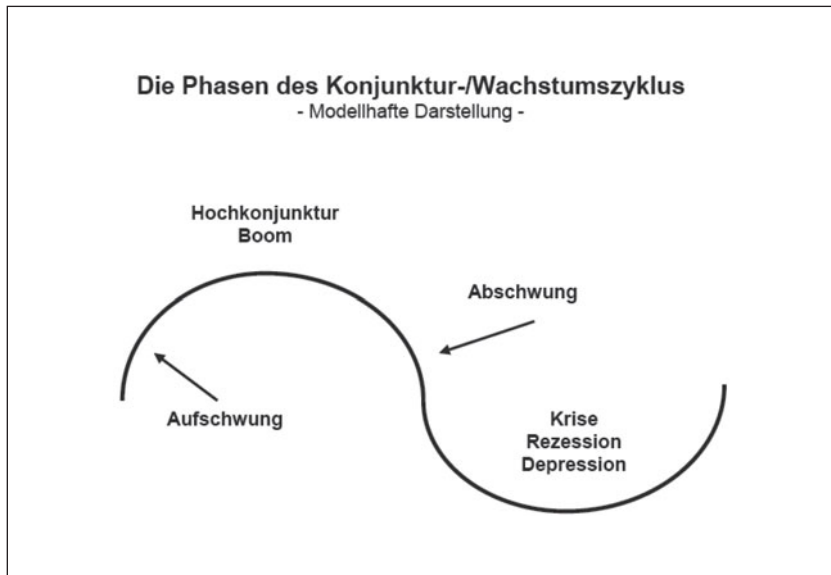 Die Phasen des Konjunktur-/Wachstumszyklus
- Modellhafte Darstellung -
Hochkonjunktur
Boom
Abschwung
Aufschwung
Krise
Rezession
Depression